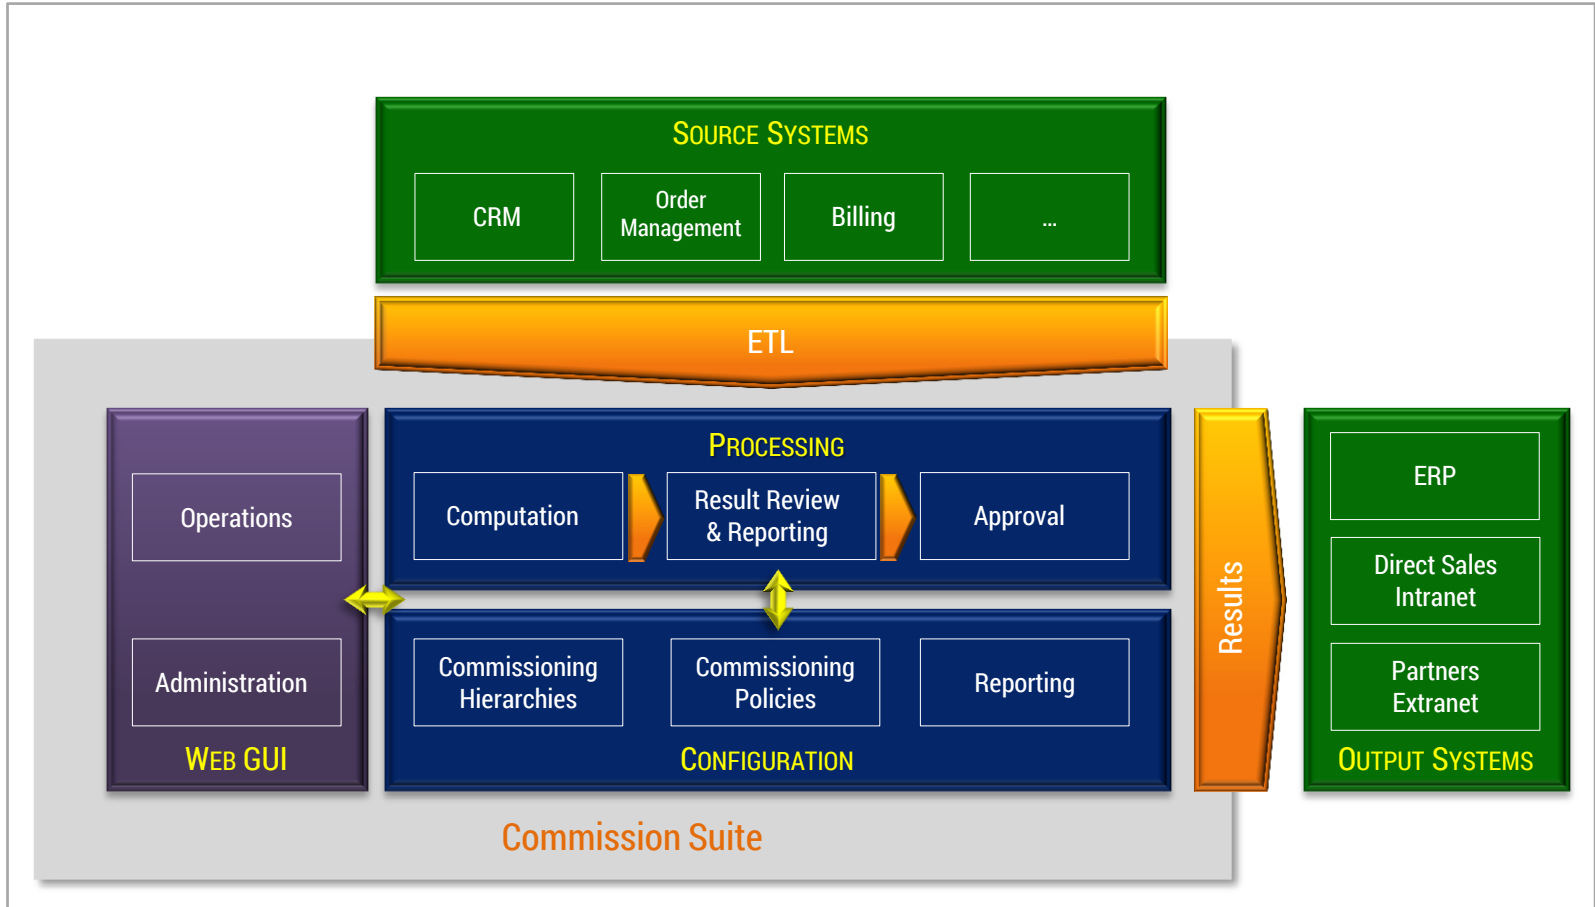 SOURCE SYSTEMS
CRM
Order
Management
Billing
...
ETL
PROCESSING
Computation
Result Review
& Reporting
Approval
Operations
Administration
WEB GUI
Commissioning
Hierarchies
Commissioning
Policies
Reporting
CONFIGURATION
Results
ERP
Direct Sales
Intranet
Partners
Extranet
OUTPUT SYSTEMS
Commission Suite